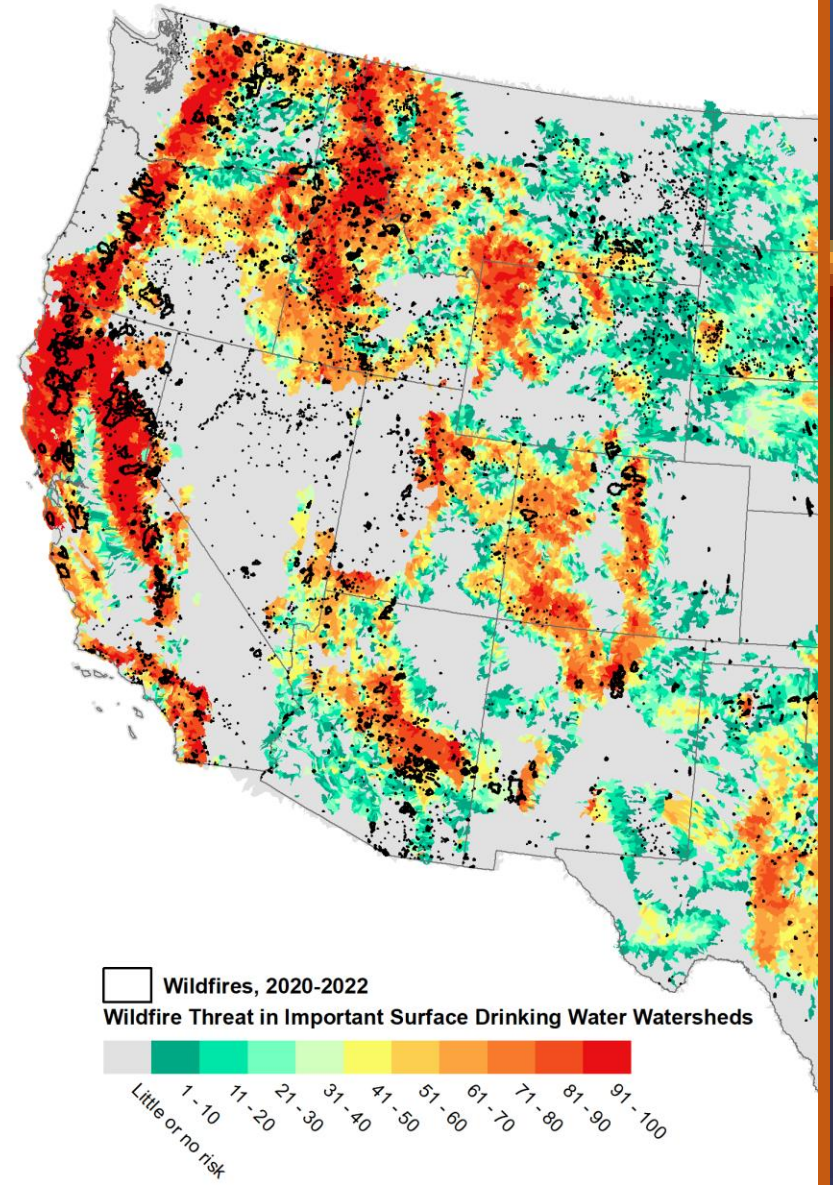 Wildfires, 2020-2022
Wildfire Threat in Important Surface Drinking Water Watersheds
Little or no risk
1 - 10
11 - 20
21 - 30
31 - 40
41 - 50
51 - 60
61 - 70
71 - 80
81 - 90
91 - 100